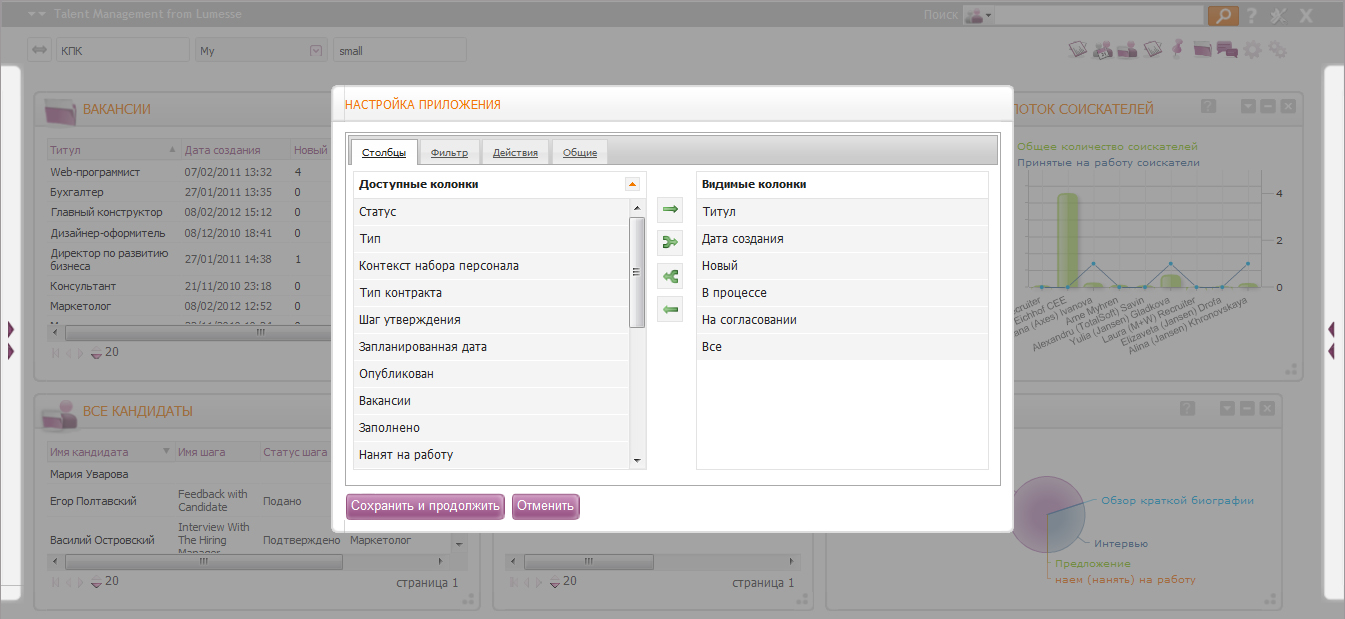 Talent Management from Lumesse
Поиск
КПК
My
small
ВАКАНСИИ
Титул
Дата создания
Новый
Web-программист 07/02/2011 13:32 4
Бухгалтер 27/01/2011 13:35 0
Главный конструктор 08/02/2012 15:12 0
Дизайнер-оформитель 08/12/2010 18:41 0
Директор по развитию
бизнеса 27/01/2011 14:38 1
Консультант 21/11/2010 23:18 0
Маркетолог 08/02/2012 12:52 0
20
НАСТРОЙКА ПРИЛОЖЕНИЯ
Столбцы
Фильтр
Действия
Общие
Доступные колонки
Статус
Тип
Контекст набора персонала
Тип контракта
Шаг утверждения
Запланированная дата
Опубликован
Вакансии
Заполнено
Нанят на работу
Видимые колонки
Титул
Дата создания
Новый
В процессе
На согласовании
Все
Сохранить и продолжить
Отменить
ПОТОК СОИСКАТЕЛЕЙ
Общее количество соискателей
Принятые на работу соискатели
4
2
0
Eichhof CEE
(Axes) Ivanova
Arne Myhren
Alexandru (TotalSoft) Savin
Yulia (Jansen) Gladkova
Laura (M+W) Recruiter
Elizaveta (Jansen) Drofa
Alina (Jansen) Khronovskaya
ВСЕ КАНДИДАТЫ
Имя кандидата
Имя шага
Статус шага
Мария Уварова
Егор Полтавский
Feedback with
Candidate
Подано
Василий Островский
Interview With
The Hiring
Manager
Подтверждено
Маркетолог
20
страница 1
20
страница 1
Обзор краткой биографии
Интервью
Предложение
наем (нанять) на работу